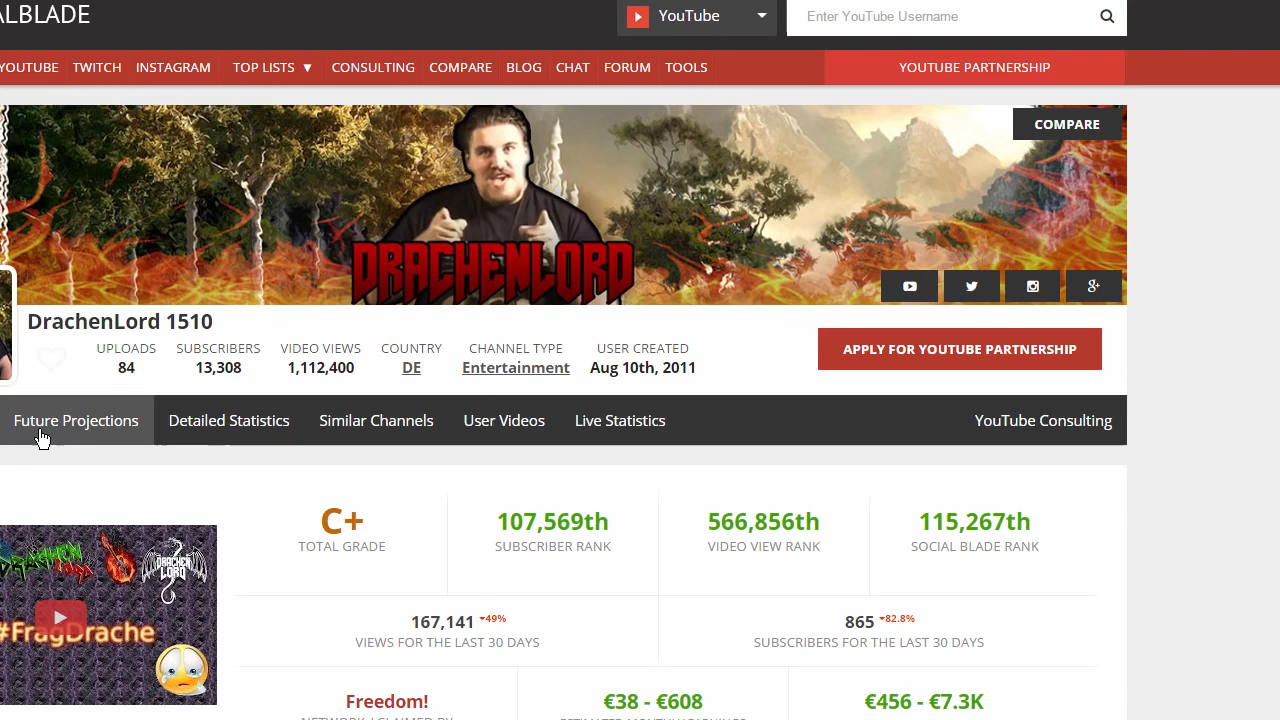 ALBLADE
YouTube
Enter YouTube Username
YOUTUBE TWITCH INSTAGRAM TOP LISTS ▼ CONSULTING COMPARE BLOG CHAT FORUM TOOLS
YOUTUBE PARTNERSHIP
COMPARE
DRACHENLORD
DrachenLord 1510
UPLOADS SUBSCRIBERS VIDEO VIEWS COUNTRY CHANNEL TYPE USER CREATED
84 13,308 1,112,400 DE Entertainment Aug 10th, 2011
APPLY FOR YOUTUBE PARTNERSHIP
Future Projections Detailed Statistics Similar Channels User Videos Live Statistics YouTube Consulting
DRACHEN
LORD
DRACHEN
LORD
#FragDrache
C+ 107,569th 566,856th 115,267th
TOTAL GRADE SUBSCRIBER RANK VIDEO VIEW RANK SOCIAL BLADE RANK
167,141 49% 865 82.8%
VIEWS FOR THE LAST 30 DAYS SUBSCRIBERS FOR THE LAST 30 DAYS
Freedom! €38 - €608 €456 - €7.3K